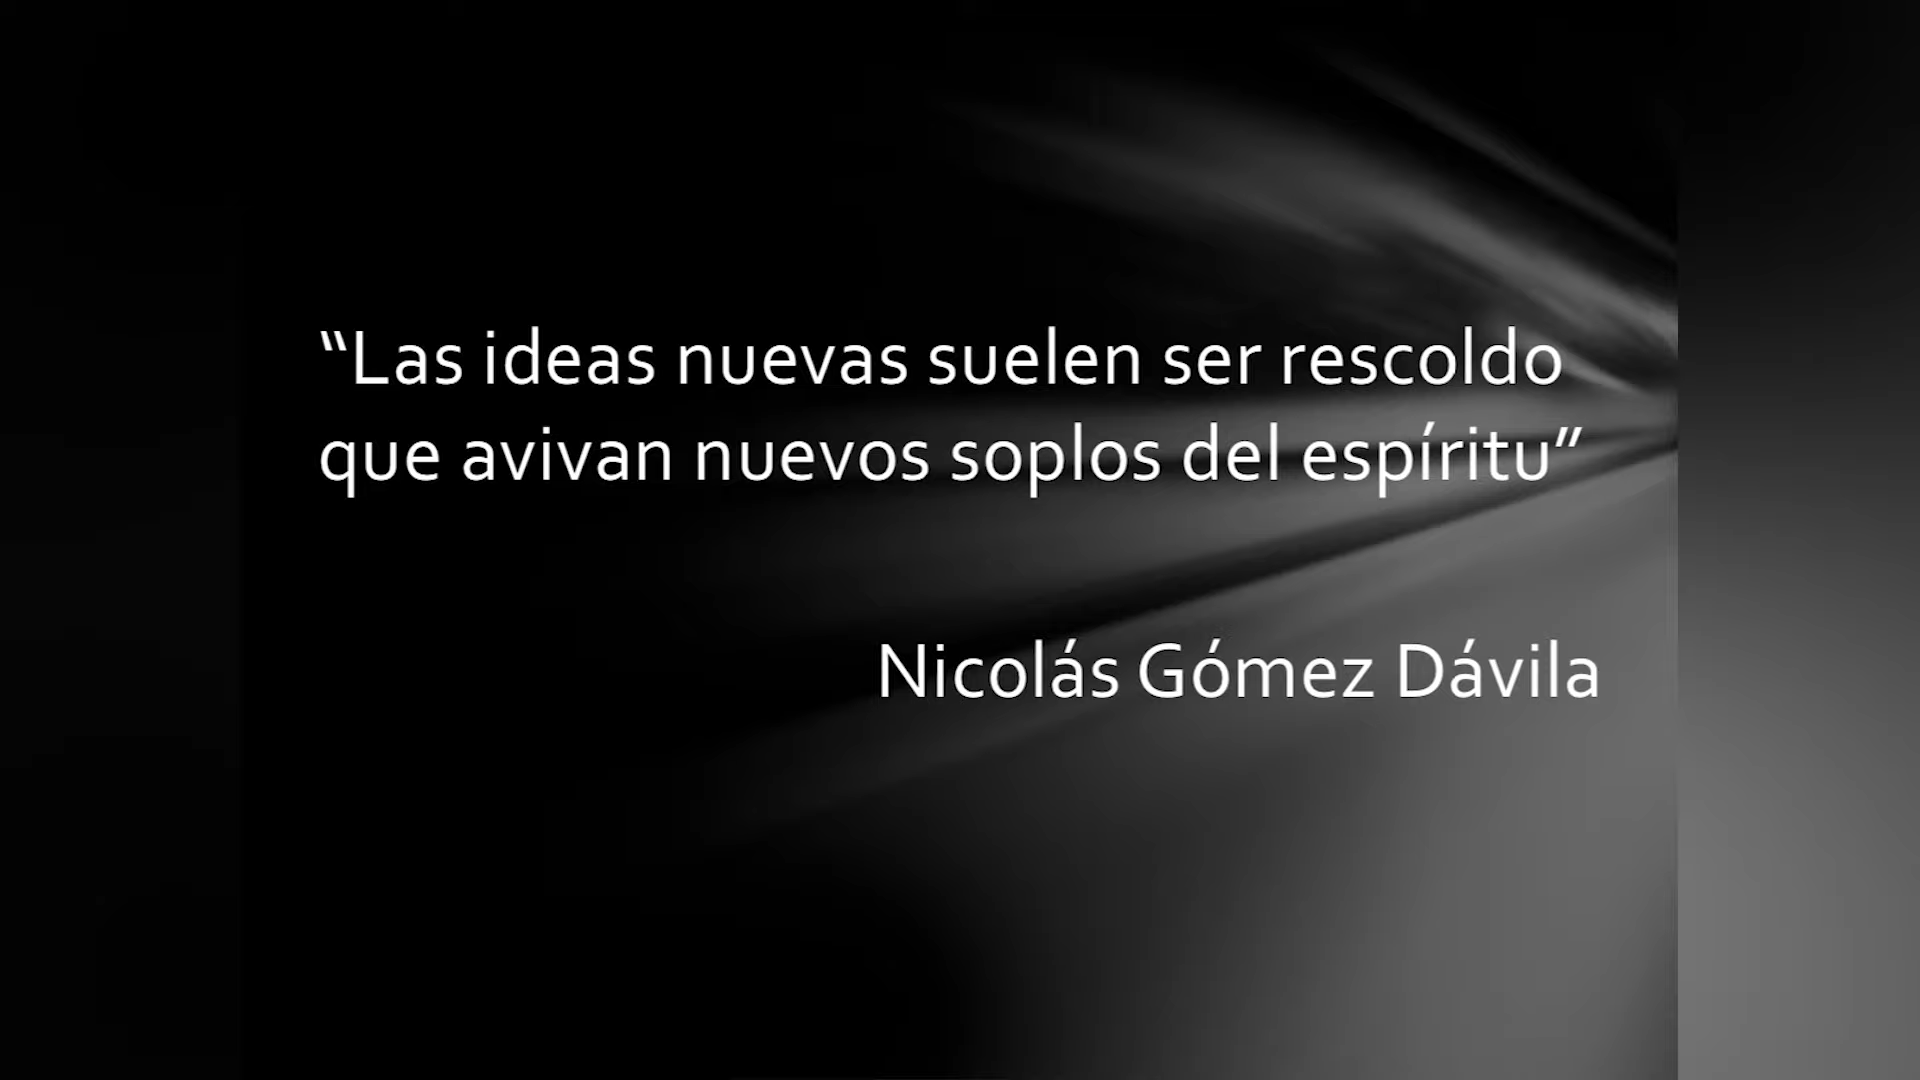 “Las ideas nuevas suelen ser rescoldo
que avivan nuevos soplos del espíritu”
Nicolás Gómez Dávila